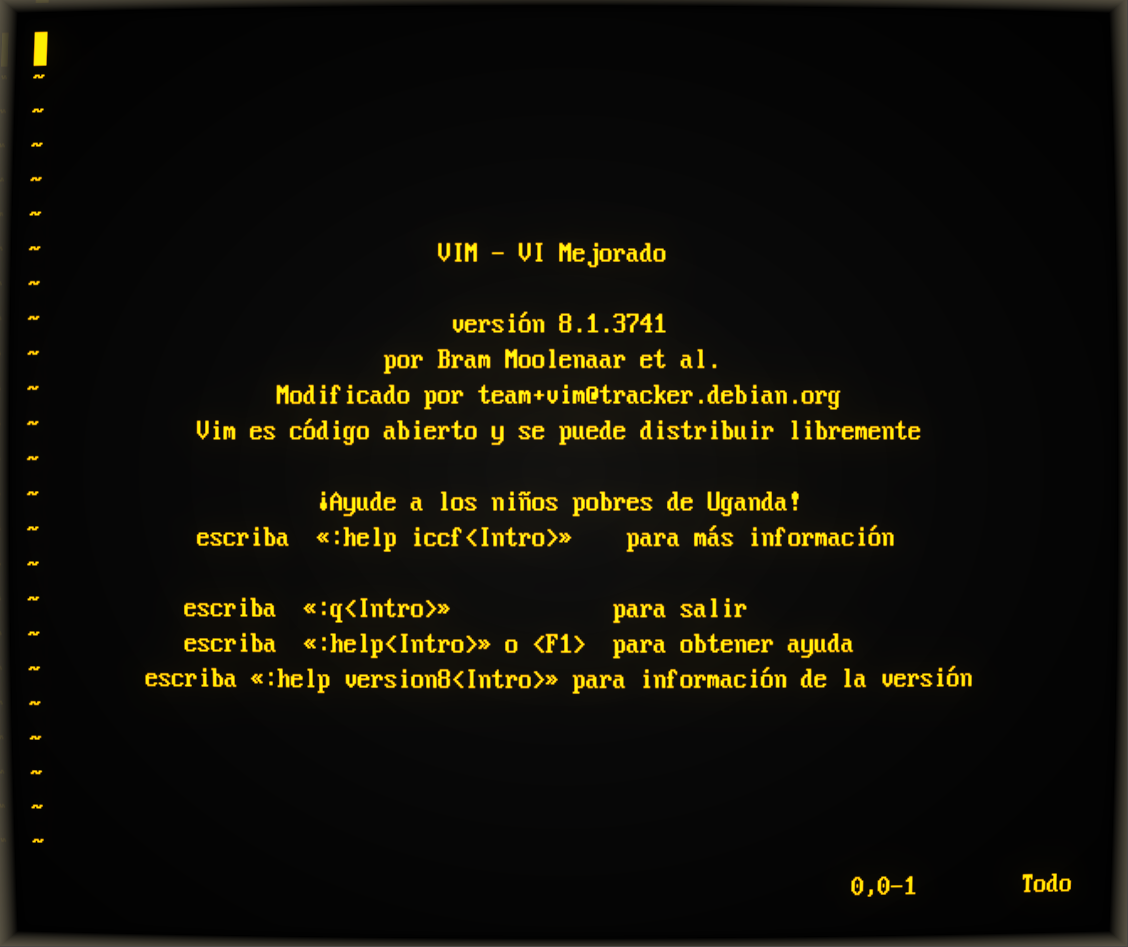 ~
~
~
~
~
~
VIM - VI Mejorado
~
~
versión 8.1.3741
~
por Bram Moolenaar et al.
~
Modificado por team+vim@tracker.debian.org
~
Vim es código abierto y se puede distribuir libremente
~
~
¡Ayude a los niños pobres de Uganda!
~
escriba «:help iccf<Intro>» para más información
~
~
escriba «:q<Intro>» para salir
~
escriba «:help<Intro>» o <F1> para obtener ayuda
~
escriba «:help version8<Intro>» para información de la versión
~
~
~
~
~
0,0-1 Todo